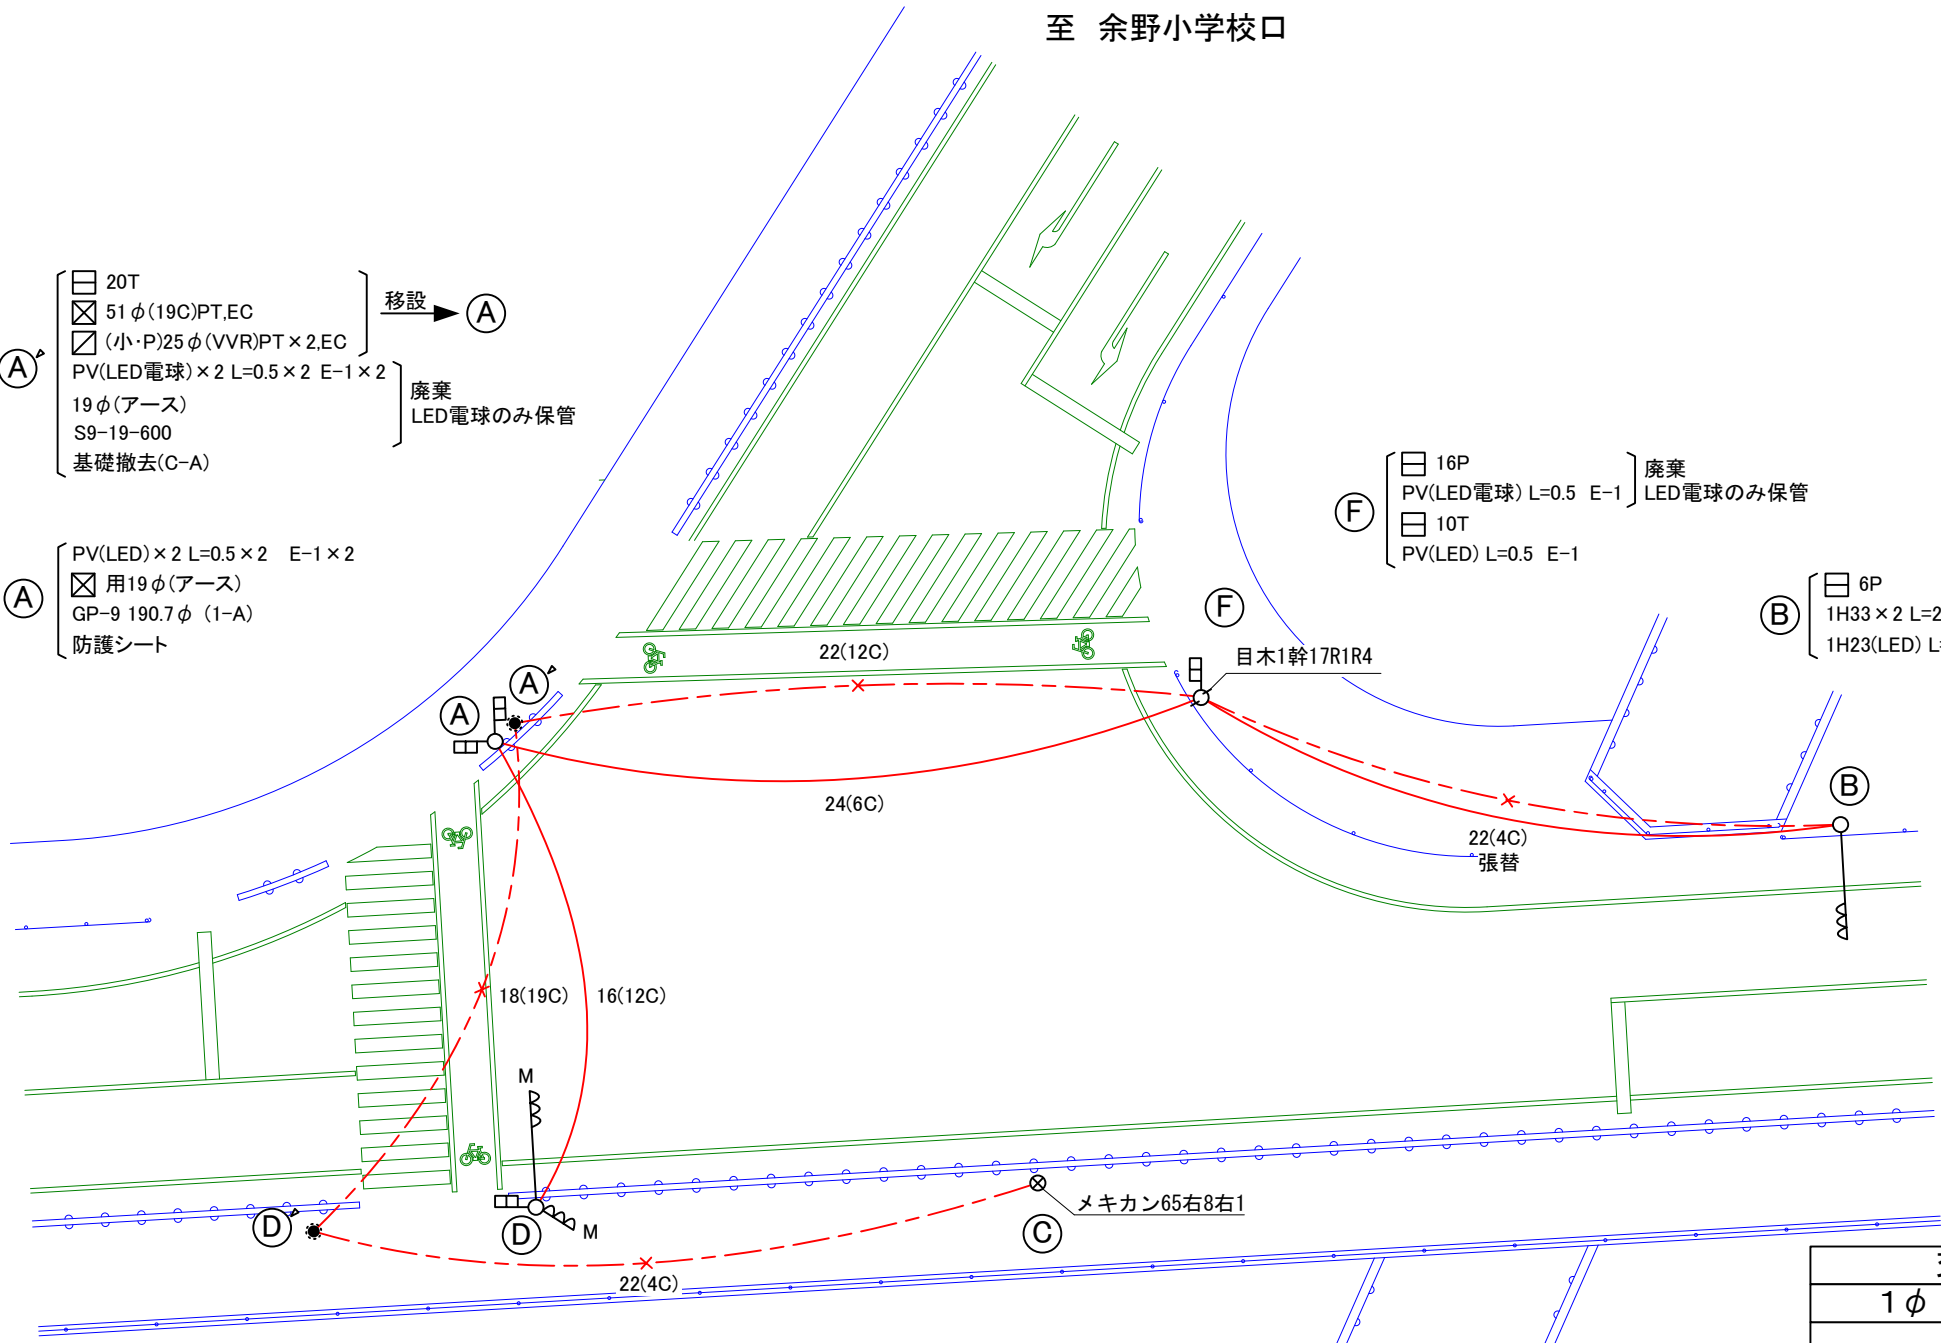 至 余野小学校口
A'
20T
51φ(19C)PT,EC
(小・P)25φ(VVR)PT×2,EC
移設
A
PV(LED電球)×2 L=0.5×2 E-1×2
19φ(アース)
S9-19-600
廃棄
LED電球のみ保管
基礎撤去(C-A)
A
PV(LED)×2 L=0.5×2 E-1×2
用19φ(アース)
GP-9 190.7φ (1-A)
防護シート
F
16P
PV(LED電球) L=0.5 E-1
廃棄
LED電球のみ保管
10T
PV(LED) L=0.5 E-1
B
6P
1H33×2 L=2
1H23(LED) L=
F
目木1幹17R1R4
22(12C)
A'
A
24(6C)
B
22(4C)
張替
18(19C)
16(12C)
M
D'
D
M
メキカン65右8右1
C
22(4C)
1φ